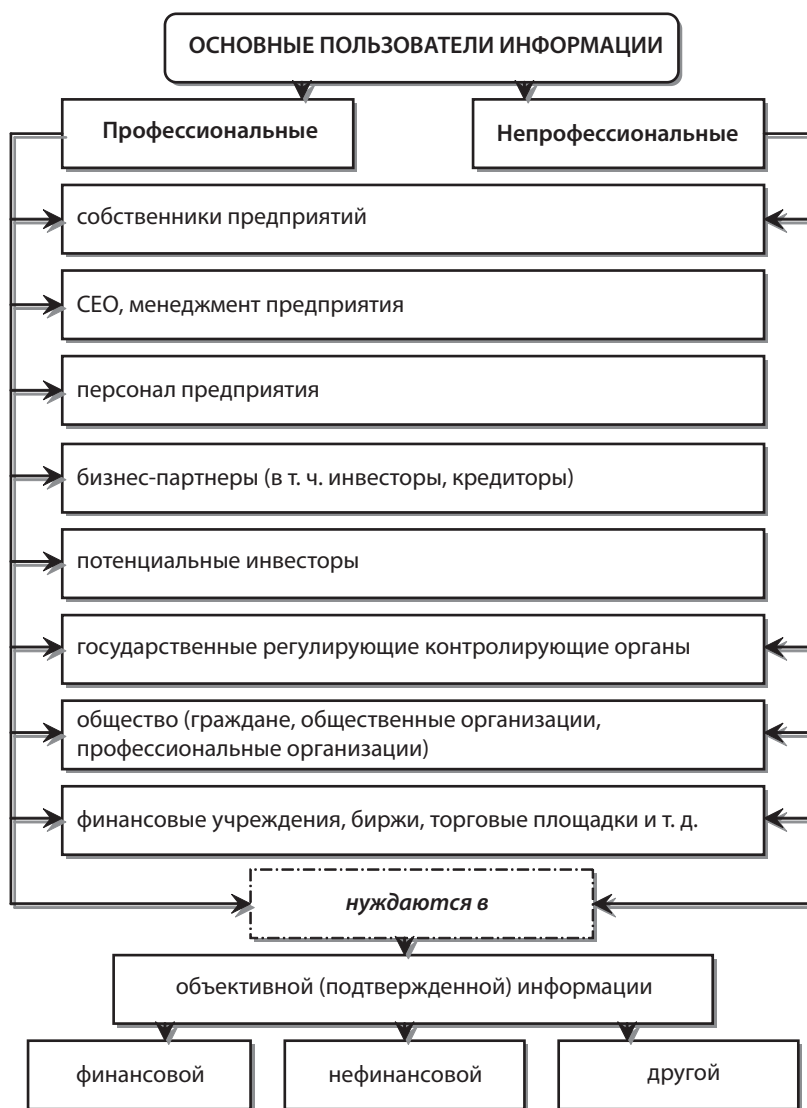 ОСНОВНЫЕ ПОЛЬЗОВАТЕЛИ ИНФОРМАЦИИ
Профессиональные
Непрофессиональные
собственники предприятий
CEO, менеджмент предприятия
персонал предприятия
бизнес-партнеры (в т. ч. инвесторы, кредиторы)
потенциальные инвесторы
государственные регулирующие контролирующие органы
общество (граждане, общественные организации,
профессиональные организации)
финансовые учреждения, биржи, торговые площадки и т. д.
нуждаются в
объективной (подтвержденной) информации
финансовой
нефинансовой
другой